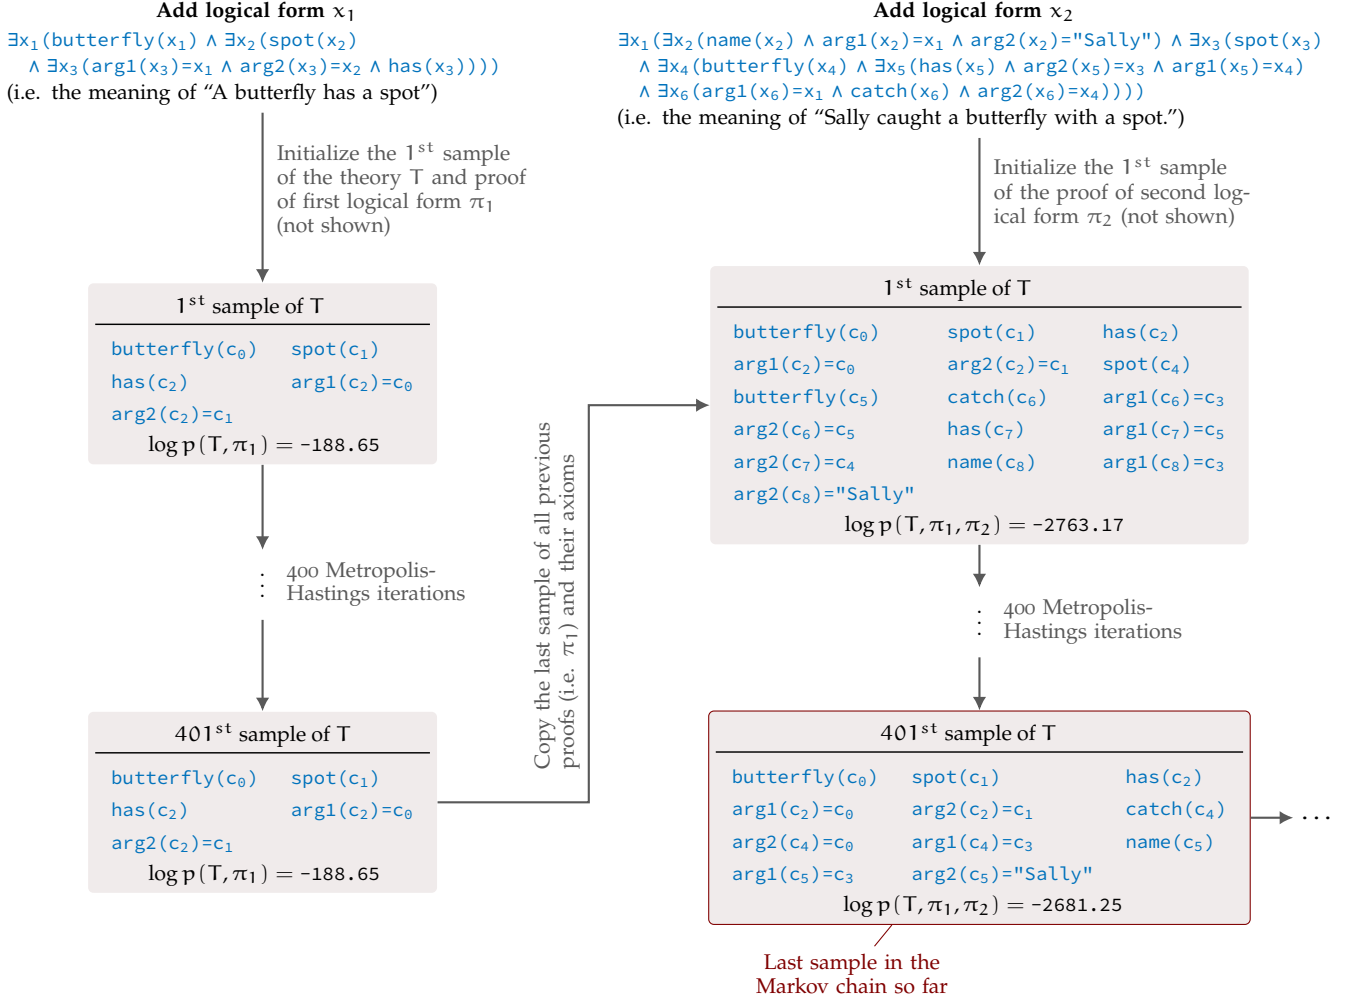 Add logical form x₁
∃x₁(butterfly(x₁) ∧ ∃x₂(spot(x₂)
∧ ∃x₃(arg1(x₃)=x₁ ∧ arg2(x₃)=x₂ ∧ has(x₃))))
(i.e. the meaning of “A butterfly has a spot”)
Initialize the 1ˢᵗ sample
of the theory T and proof
of first logical form π₁
(not shown)
1ˢᵗ sample of T
butterfly(c₀) spot(c₁)
has(c₂) arg1(c₂)=c₀
arg2(c₂)=c₁
log p(T, π₁) = -188.65
⋮ 400 Metropolis-
Hastings iterations
401ˢᵗ sample of T
butterfly(c₀) spot(c₁)
has(c₂) arg1(c₂)=c₀
arg2(c₂)=c₁
log p(T, π₁) = -188.65
Copy the last sample of all previous
proofs (i.e. π₁) and their axioms
Add logical form x₂
∃x₁(∃x₂(name(x₂) ∧ arg1(x₂)=x₁ ∧ arg2(x₂)="Sally") ∧ ∃x₃(spot(x₃)
∧ ∃x₄(butterfly(x₄) ∧ ∃x₅(has(x₅) ∧ arg2(x₅)=x₃ ∧ arg1(x₅)=x₄)
∧ ∃x₆(arg1(x₆)=x₁ ∧ catch(x₆) ∧ arg2(x₆)=x₄))))
(i.e. the meaning of “Sally caught a butterfly with a spot.”)
Initialize the 1ˢᵗ sample
of the proof of second log-
ical form π₂ (not shown)
1ˢᵗ sample of T
butterfly(c₀) spot(c₁) has(c₂)
arg1(c₂)=c₀ arg2(c₂)=c₁ spot(c₄)
butterfly(c₅) catch(c₆) arg1(c₆)=c₃
arg2(c₆)=c₅ has(c₇) arg1(c₇)=c₅
arg2(c₇)=c₄ name(c₈) arg1(c₈)=c₃
arg2(c₈)="Sally"
log p(T, π₁, π₂) = -2763.17
⋮ 400 Metropolis-
Hastings iterations
401ˢᵗ sample of T
butterfly(c₀) spot(c₁) has(c₂)
arg1(c₂)=c₀ arg2(c₂)=c₁ catch(c₄)
arg2(c₄)=c₀ arg1(c₄)=c₃ name(c₅)
arg1(c₅)=c₃ arg2(c₅)="Sally"
log p(T, π₁, π₂) = -2681.25
...
Last sample in the
Markov chain so far